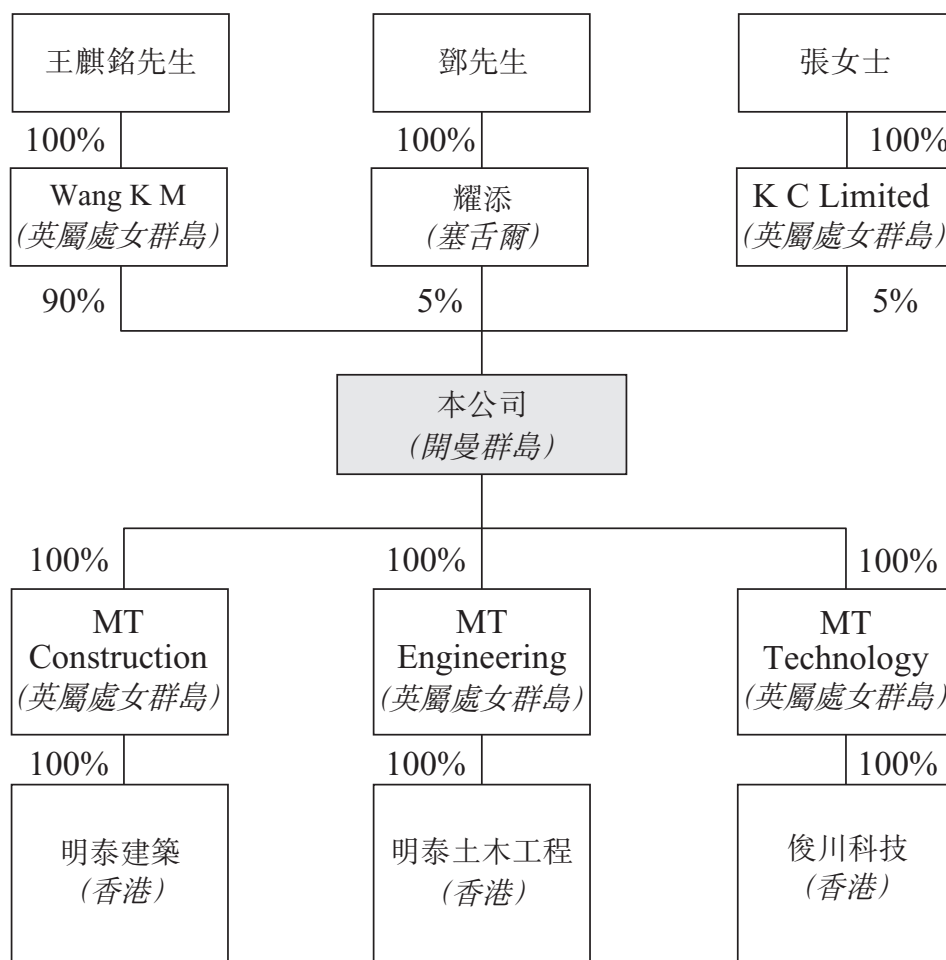 王麒銘先生
鄧先生
張女士
100%
100%
100%
Wang K M
(英屬處女群島)
耀添
(塞舌爾)
K C Limited
(英屬處女群島)
90%
5%
5%
本公司
(開曼群島)
100%
100%
100%
MT
Construction
(英屬處女群島)
MT
Engineering
(英屬處女群島)
MT
Technology
(英屬處女群島)
100%
100%
100%
明泰建築
(香港)
明泰土木工程
(香港)
俊川科技
(香港)